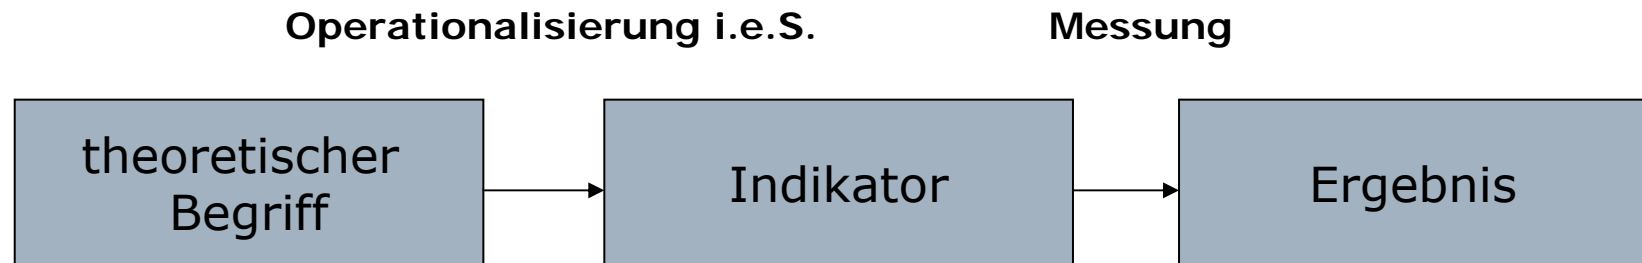 Operationalisierung i.e.S. Messung
theoretischer
Begriff
Indikator
Ergebnis